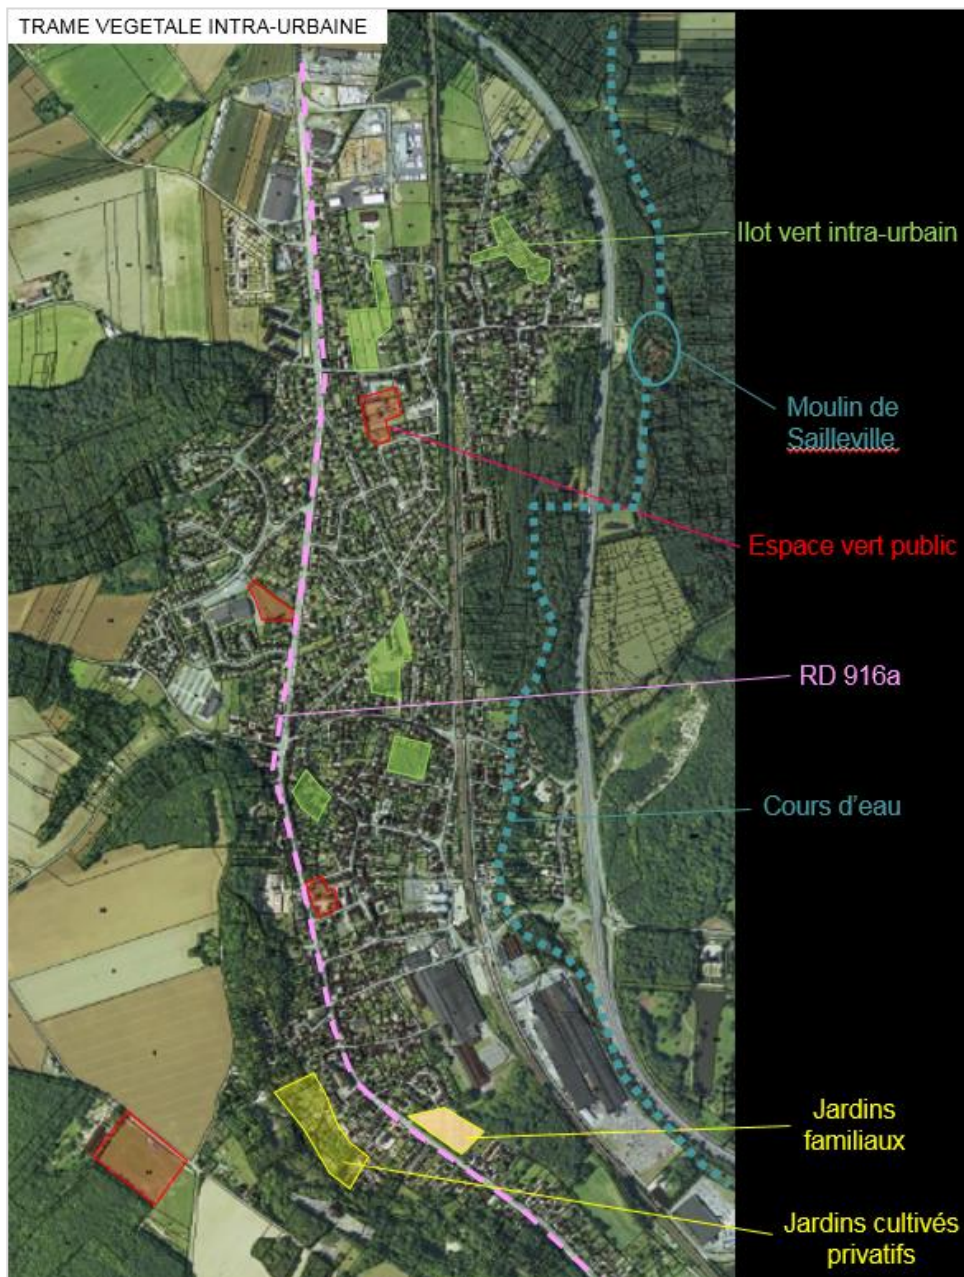 TRAME VEGETALE INTRA-URBAINE
Ilot vert intra-urbain
Moulin de
Sailleville
Espace vert public
RD 916a
Cours d'eau
Jardins
familiaux
Jardins cultivés
privatifs